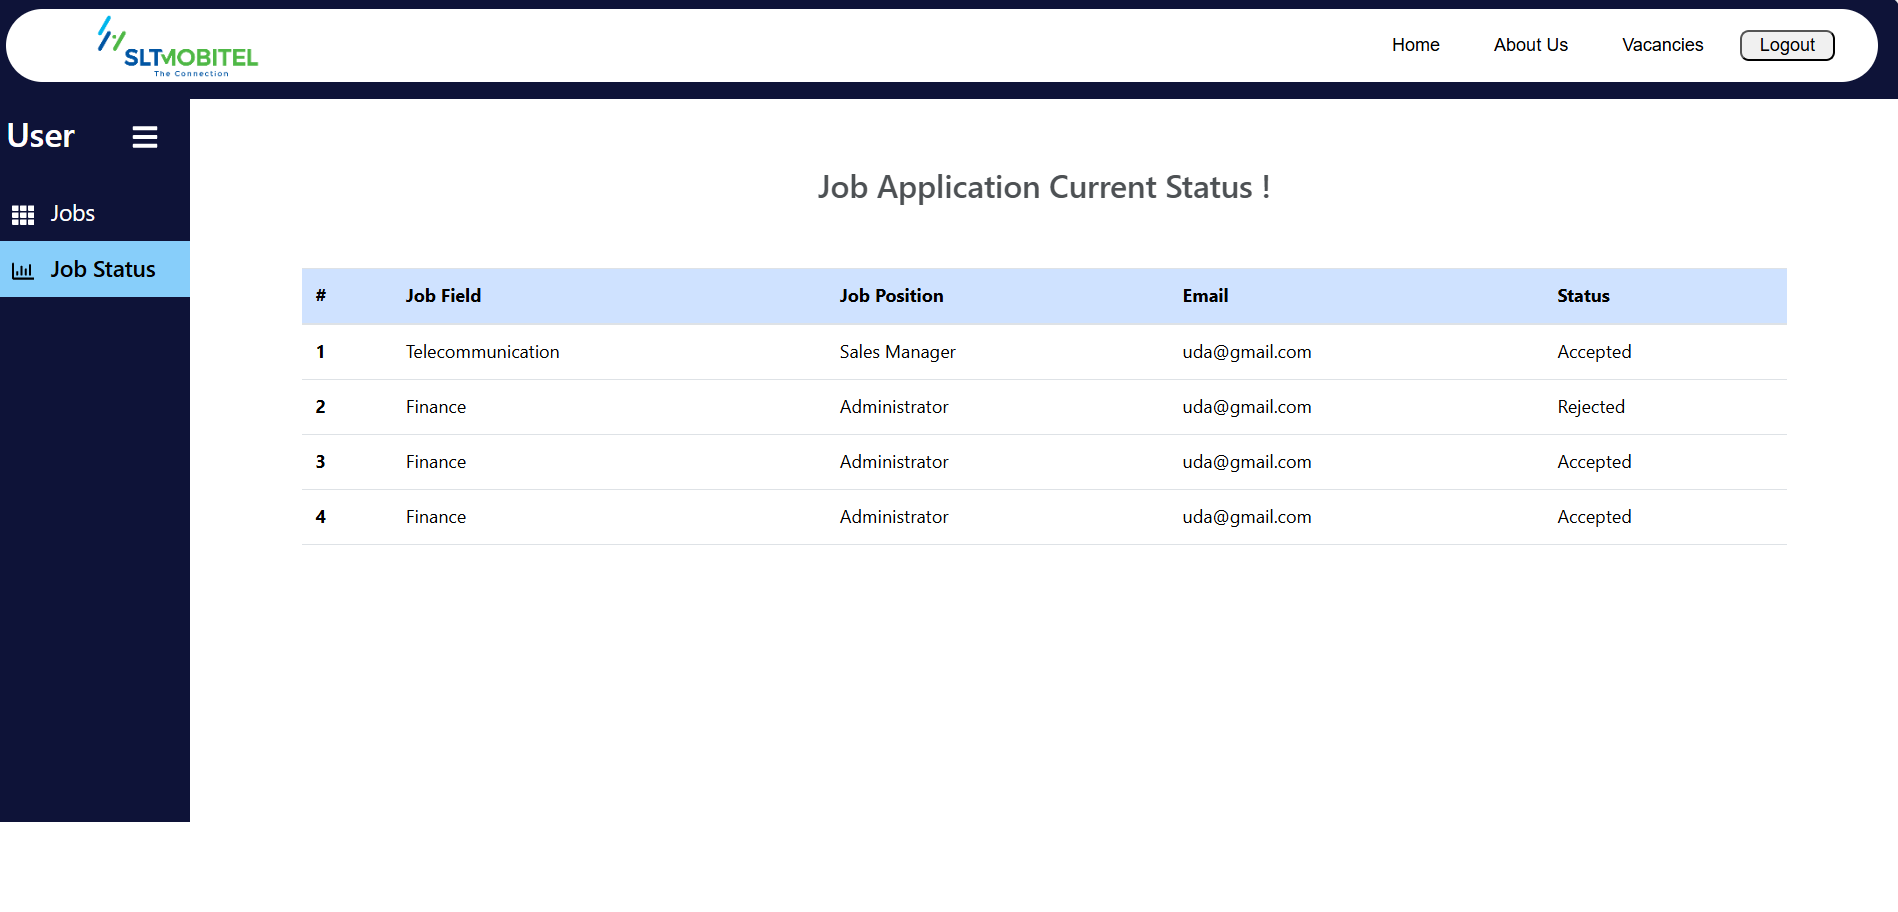 SLTMOBITEL
The Connection
Home About Us Vacancies Logout
User
Jobs
Job Status
Job Application Current Status !
# Job Field Job Position Email Status
1 Telecommunication Sales Manager uda@gmail.com Accepted
2 Finance Administrator uda@gmail.com Rejected
3 Finance Administrator uda@gmail.com Accepted
4 Finance Administrator uda@gmail.com Accepted